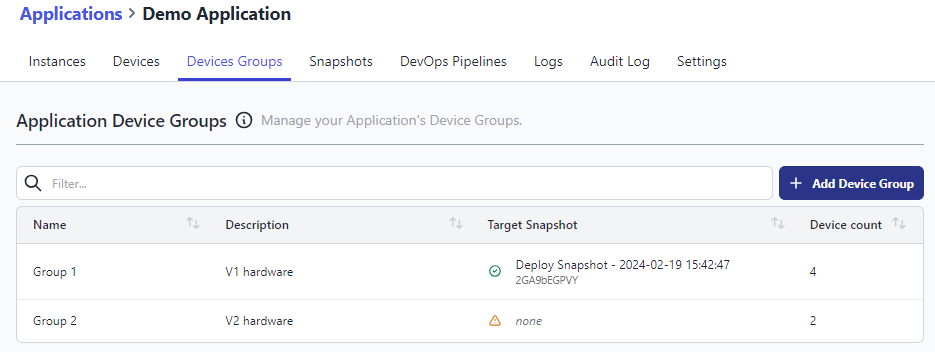 Applications > Demo Application
Instances Devices Devices Groups Snapshots DevOps Pipelines Logs Audit Log Settings
Application Device Groups Manage your Application's Device Groups.
Filter... + Add Device Group
Name Description Target Snapshot Device count
Group 1 V1 hardware Deploy Snapshot - 2024-02-19 15:42:47 4
2GA9bEGPVY
Group 2 V2 hardware none 2